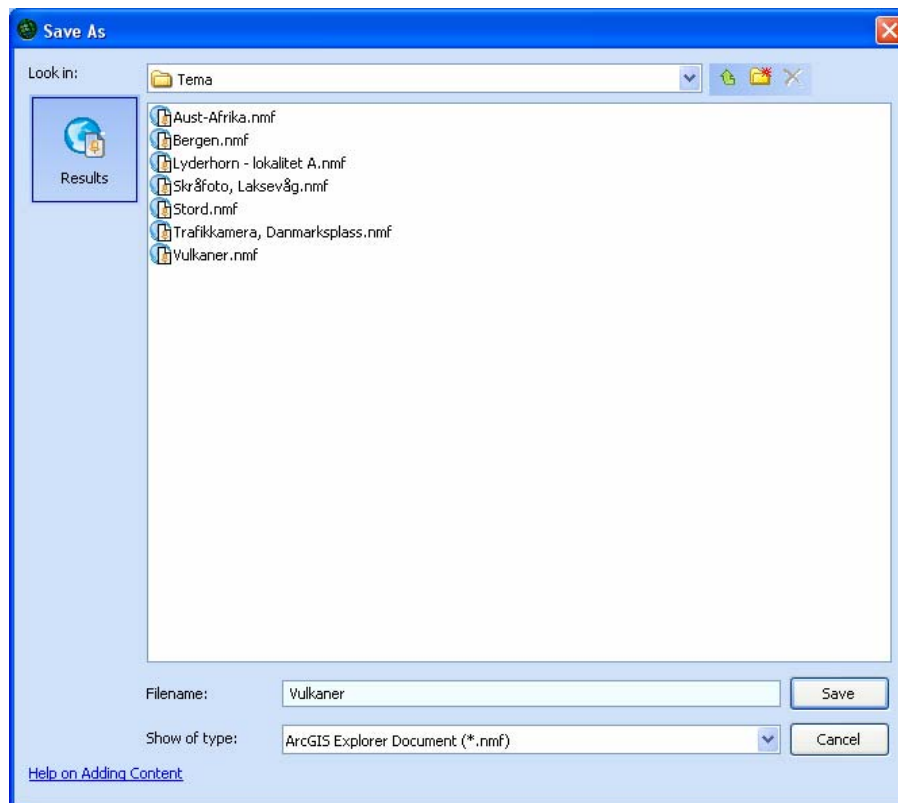 Save As
Look in:
Tema
Results
Aust-Afrika.nmf
Bergen.nmf
Lyderhorn - lokalitet A.nmf
Skråfoto, Laksevåg.nmf
Stord.nmf
Trafikkamera, Danmarksplass.nmf
Vulkaner.nmf
Filename:
Vulkaner
Save
Show of type:
ArcGIS Explorer Document (*.nmf)
Cancel
Help on Adding Content